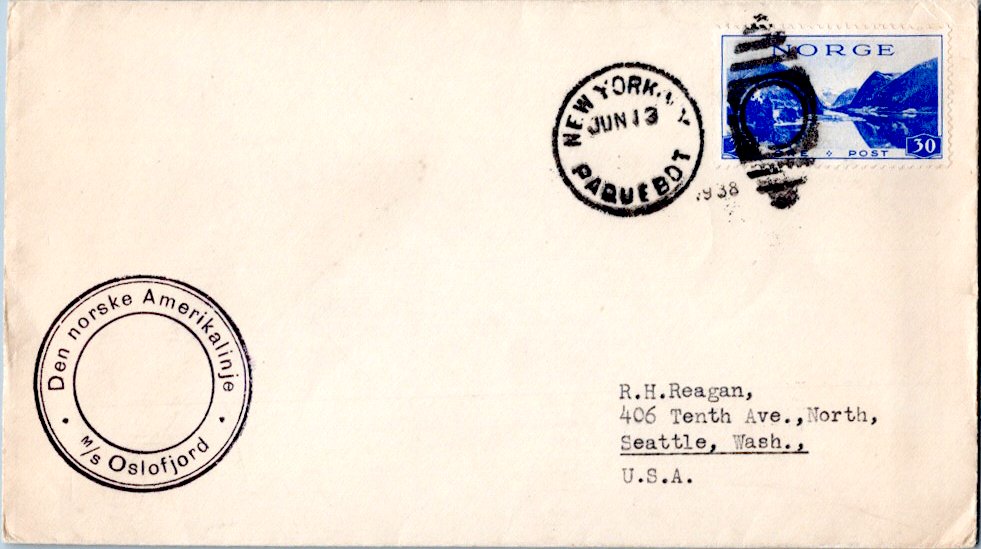 NORGE
POST
30
NEW YORK, N.Y.
JUN 13
PAQUEBOT
1938
Den norske Amerikalinje
M/S Oslofjord
R.H.Reagan,
406 Tenth Ave.,North,
Seattle, Wash.,
U.S.A.